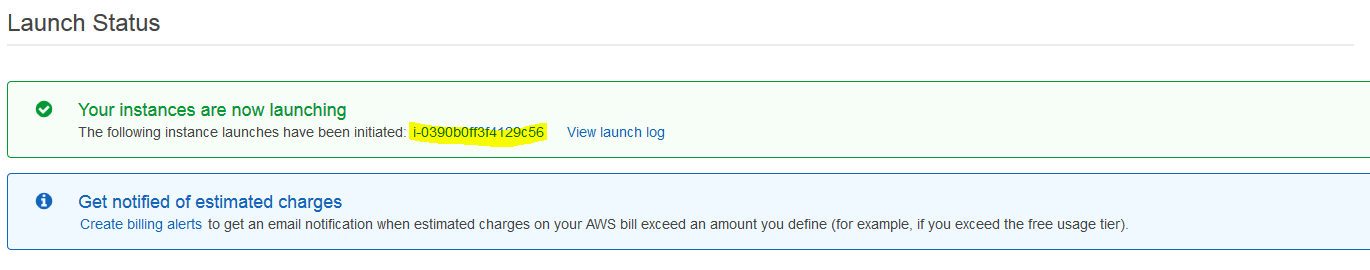 Launch Status
Your instances are now launching
The following instance launches have been initiated: i-0390b0ff3f4129c56 View launch log
Get notified of estimated charges
Create billing alerts to get an email notification when estimated charges on your AWS bill exceed an amount you define (for example, if you exceed the free usage tier).